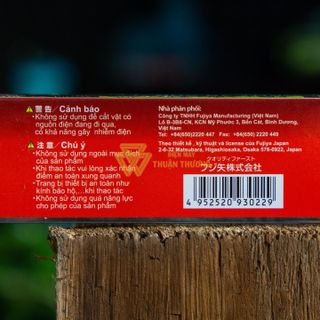 警告 / Cảnh báo
•Không sử dụng để cắt vật có
nguồn điện đang đi qua,
có khả năng gây nhiễm điện
注意 / Chú ý
•Không sử dụng ngoài mục đích
của sản phẩm
•Khi thao tác vui lòng xác nhận
điểm an toàn xung quanh
•Trang bị thiết bị an toàn như
kính bảo hộ,...khi thao tác
•Không sử dụng quá năng lực
cho phép của sản phẩm
Nhà phân phối:
Công ty TNHH Fujiya Manufacturing (Việt Nam)
Lô B-3B6-CN, KCN Mỹ Phước 3, Bến Cát, Bình Dương,
Việt Nam
Tel: +84(650)2220 447 Fax: +84(650) 2220 449
Theo thiết kế, kỹ thuật và license của Fujiya Japan
2-6-32 Matsubara, Higashiosaka, Osaka 578-0922, Japan
クオリティファースト
フジ矢株式会社
4 952520 930229
ĐIỆN MÁY
THUẬN THƯƠNG